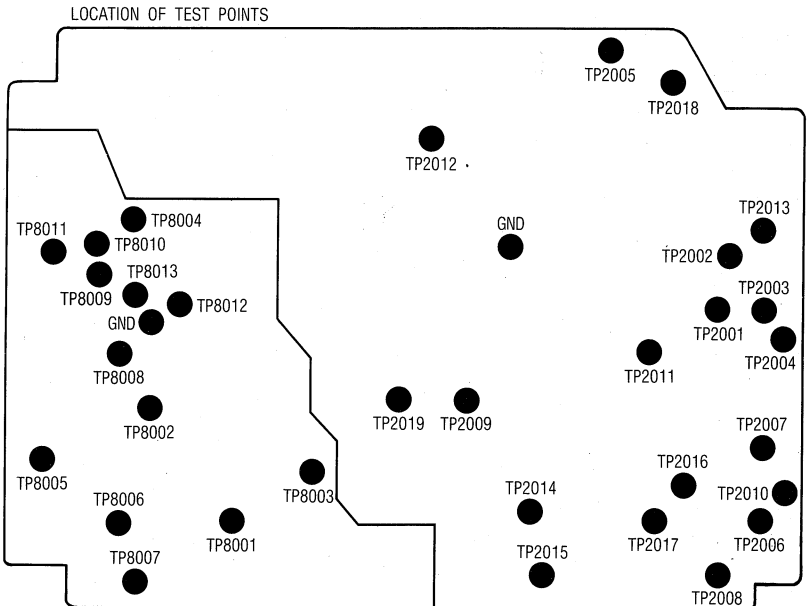 LOCATION OF TEST POINTS
TP2005
TP2018
TP2012
TP2013
TP8004
TP8011
GND
TP8010
TP2002
TP8013
TP2003
TP8009
TP8012
GND
TP2001
TP2004
TP8008
TP2011
TP2019
TP2009
TP8002
TP2007
TP2016
TP8005
TP2014
TP8003
TP2010
TP8006
TP8001
TP2017
TP2006
TP2015
TP8007
TP2008